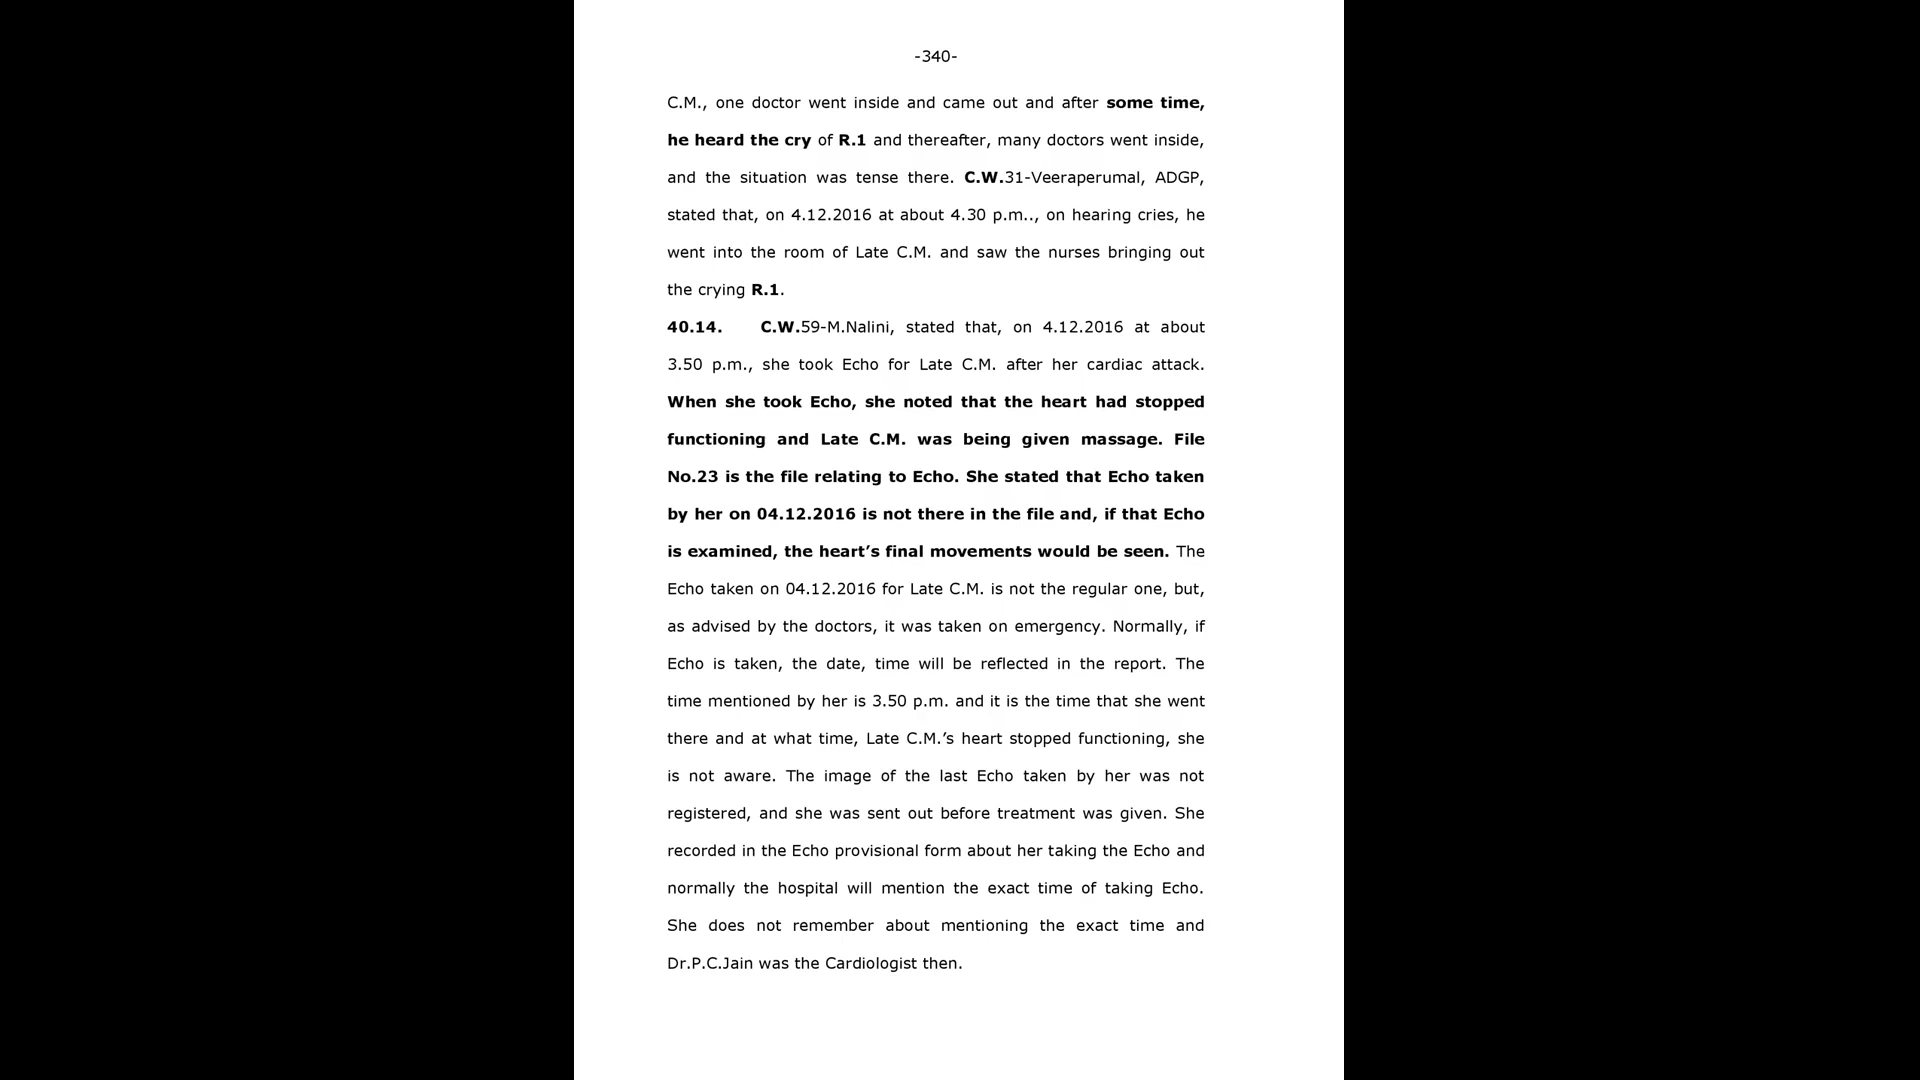 -340-
C.M., one doctor went inside and came out and after some time,
he heard the cry of R.1 and thereafter, many doctors went inside,
and the situation was tense there. C.W.31-Veeraperumal, ADGP,
stated that, on 4.12.2016 at about 4.30 p.m.., on hearing cries, he
went into the room of Late C.M. and saw the nurses bringing out
the crying R.1.
40.14. C.W.59-M.Nalini, stated that, on 4.12.2016 at about
3.50 p.m., she took Echo for Late C.M. after her cardiac attack.
When she took Echo, she noted that the heart had stopped
functioning and Late C.M. was being given massage. File
No.23 is the file relating to Echo. She stated that Echo taken
by her on 04.12.2016 is not there in the file and, if that Echo
is examined, the heart’s final movements would be seen. The
Echo taken on 04.12.2016 for Late C.M. is not the regular one, but,
as advised by the doctors, it was taken on emergency. Normally, if
Echo is taken, the date, time will be reflected in the report. The
time mentioned by her is 3.50 p.m. and it is the time that she went
there and at what time, Late C.M.’s heart stopped functioning, she
is not aware. The image of the last Echo taken by her was not
registered, and she was sent out before treatment was given. She
recorded in the Echo provisional form about her taking the Echo and
normally the hospital will mention the exact time of taking Echo.
She does not remember about mentioning the exact time and
Dr.P.C.Jain was the Cardiologist then.